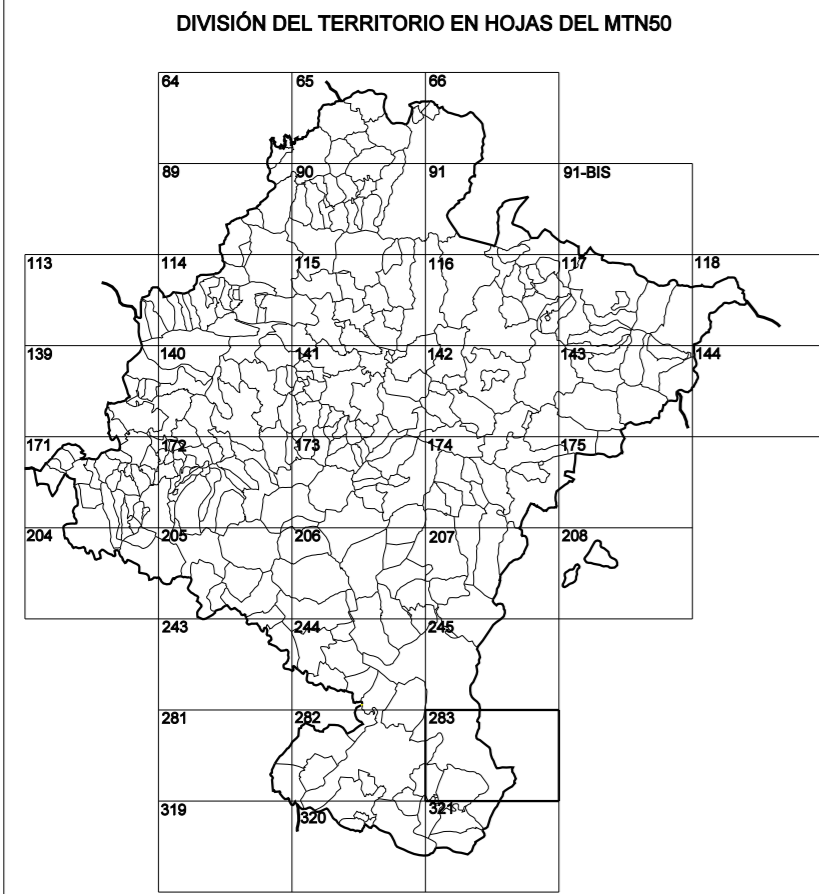 DIVISIÓN DEL TERRITORIO EN HOJAS DEL MTN50
64 65 66
89 90 91 91-BIS
113 114 115 116 117 118
139 140 141 142 143 144
171 172 173 174 175
204 205 206 207 208
243 244 245
281 282 283
319 320 321